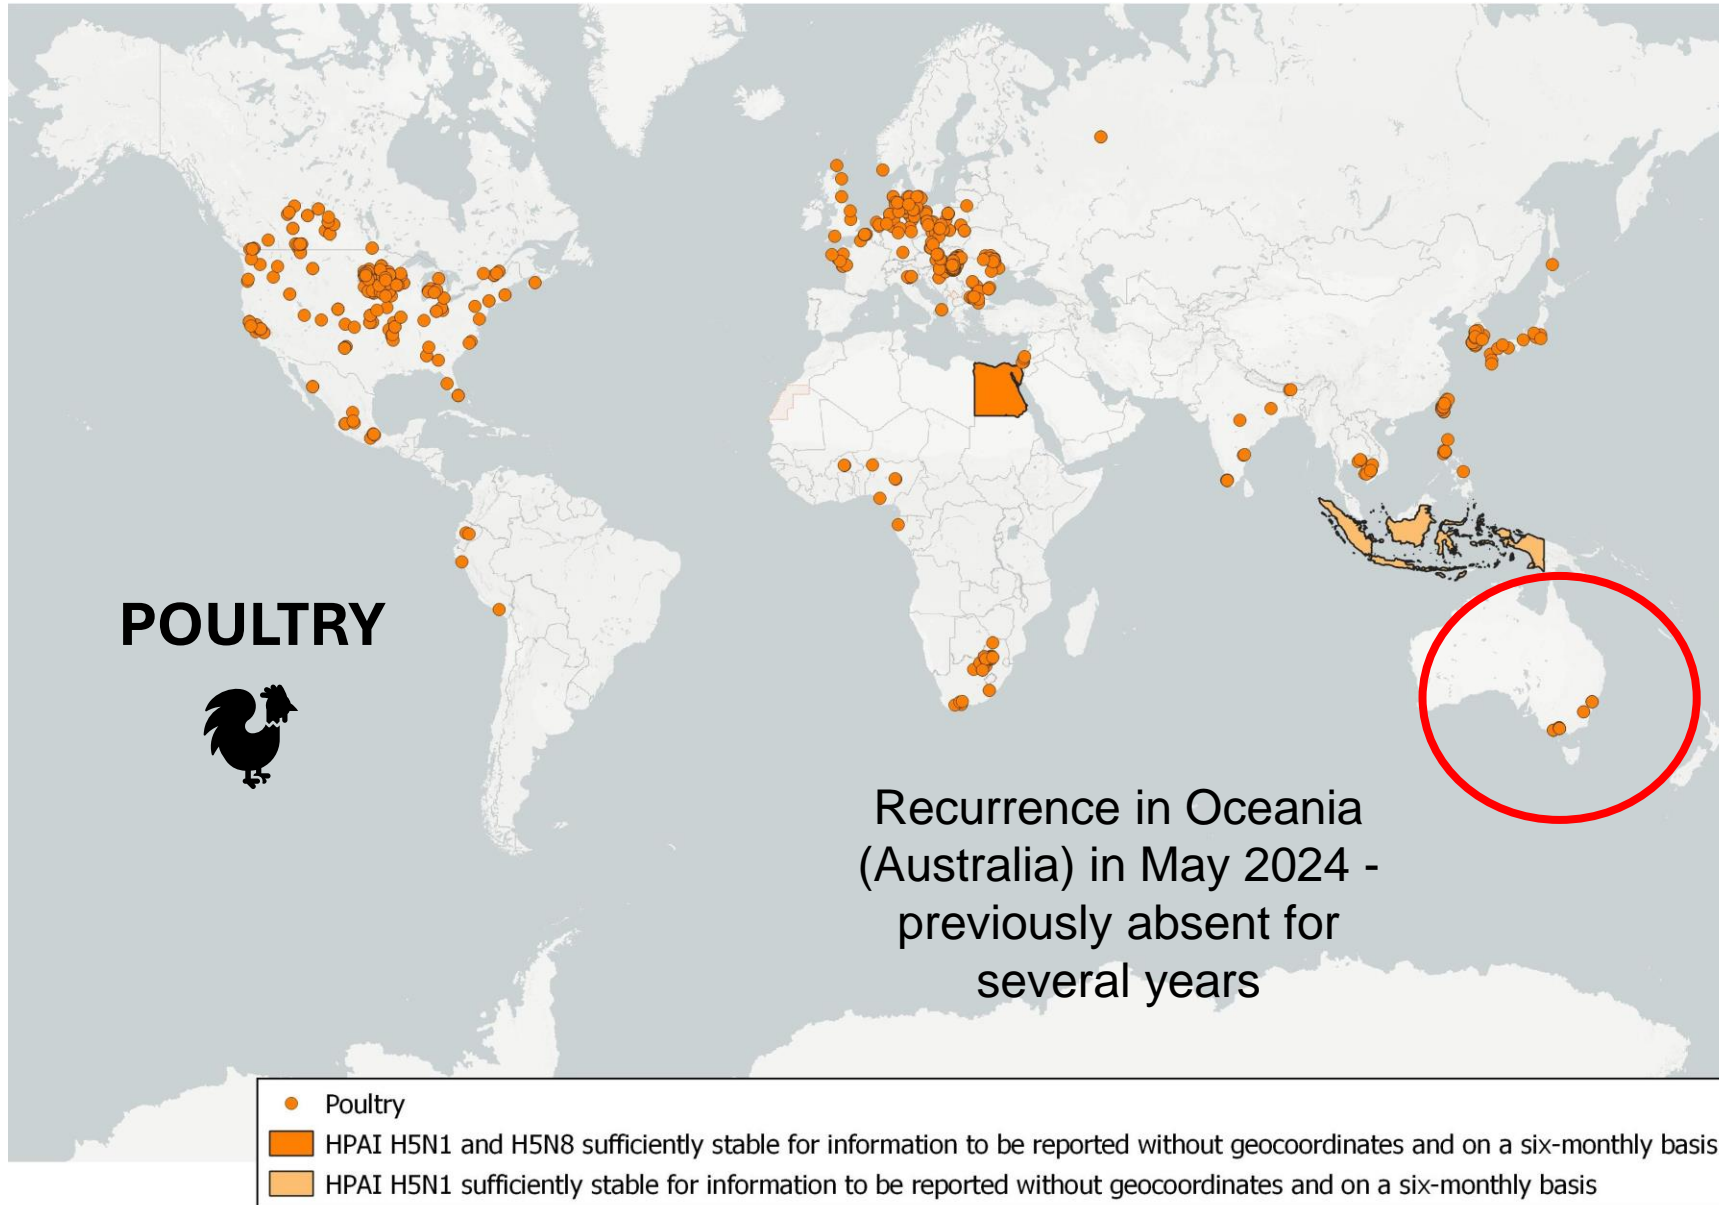 POULTRY
Recurrence in Oceania
(Australia) in May 2024 -
previously absent for
several years
Poultry
HPAI H5N1 and H5N8 sufficiently stable for information to be reported without geocoordinates and on a six-monthly basis
HPAI H5N1 sufficiently stable for information to be reported without geocoordinates and on a six-monthly basis